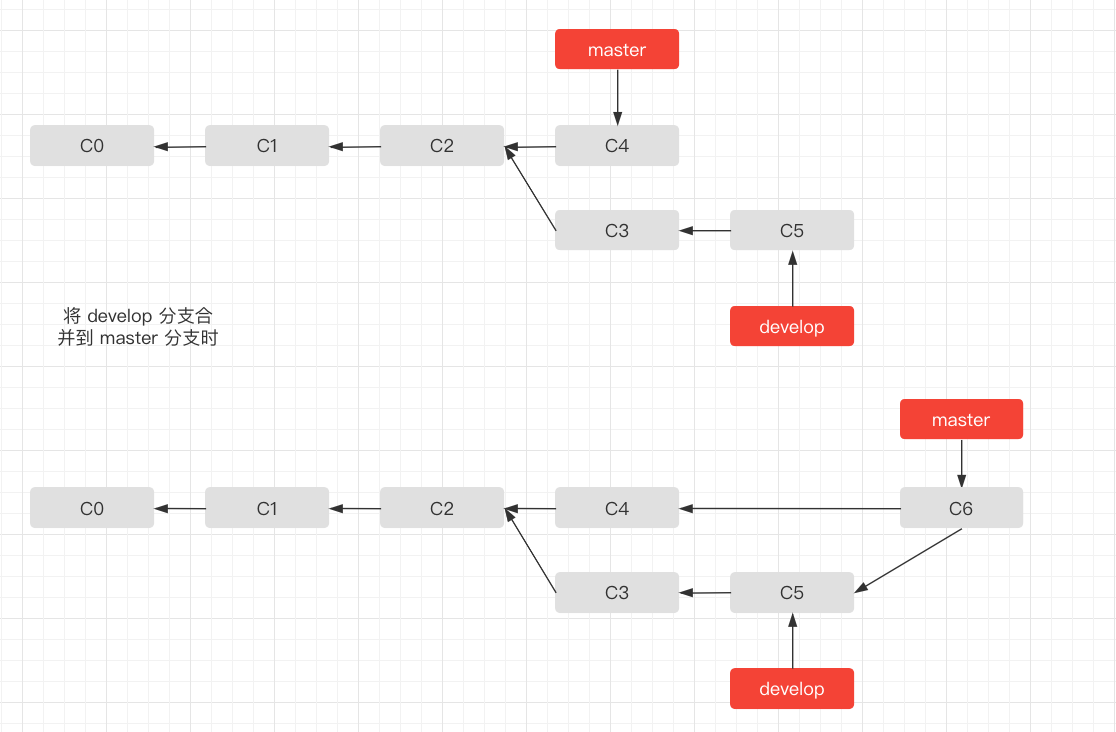 master
C0
C1
C2
C4
C3
C5
将 develop 分支合
并到 master 分支时
develop
master
C0
C1
C2
C4
C6
C3
C5
develop